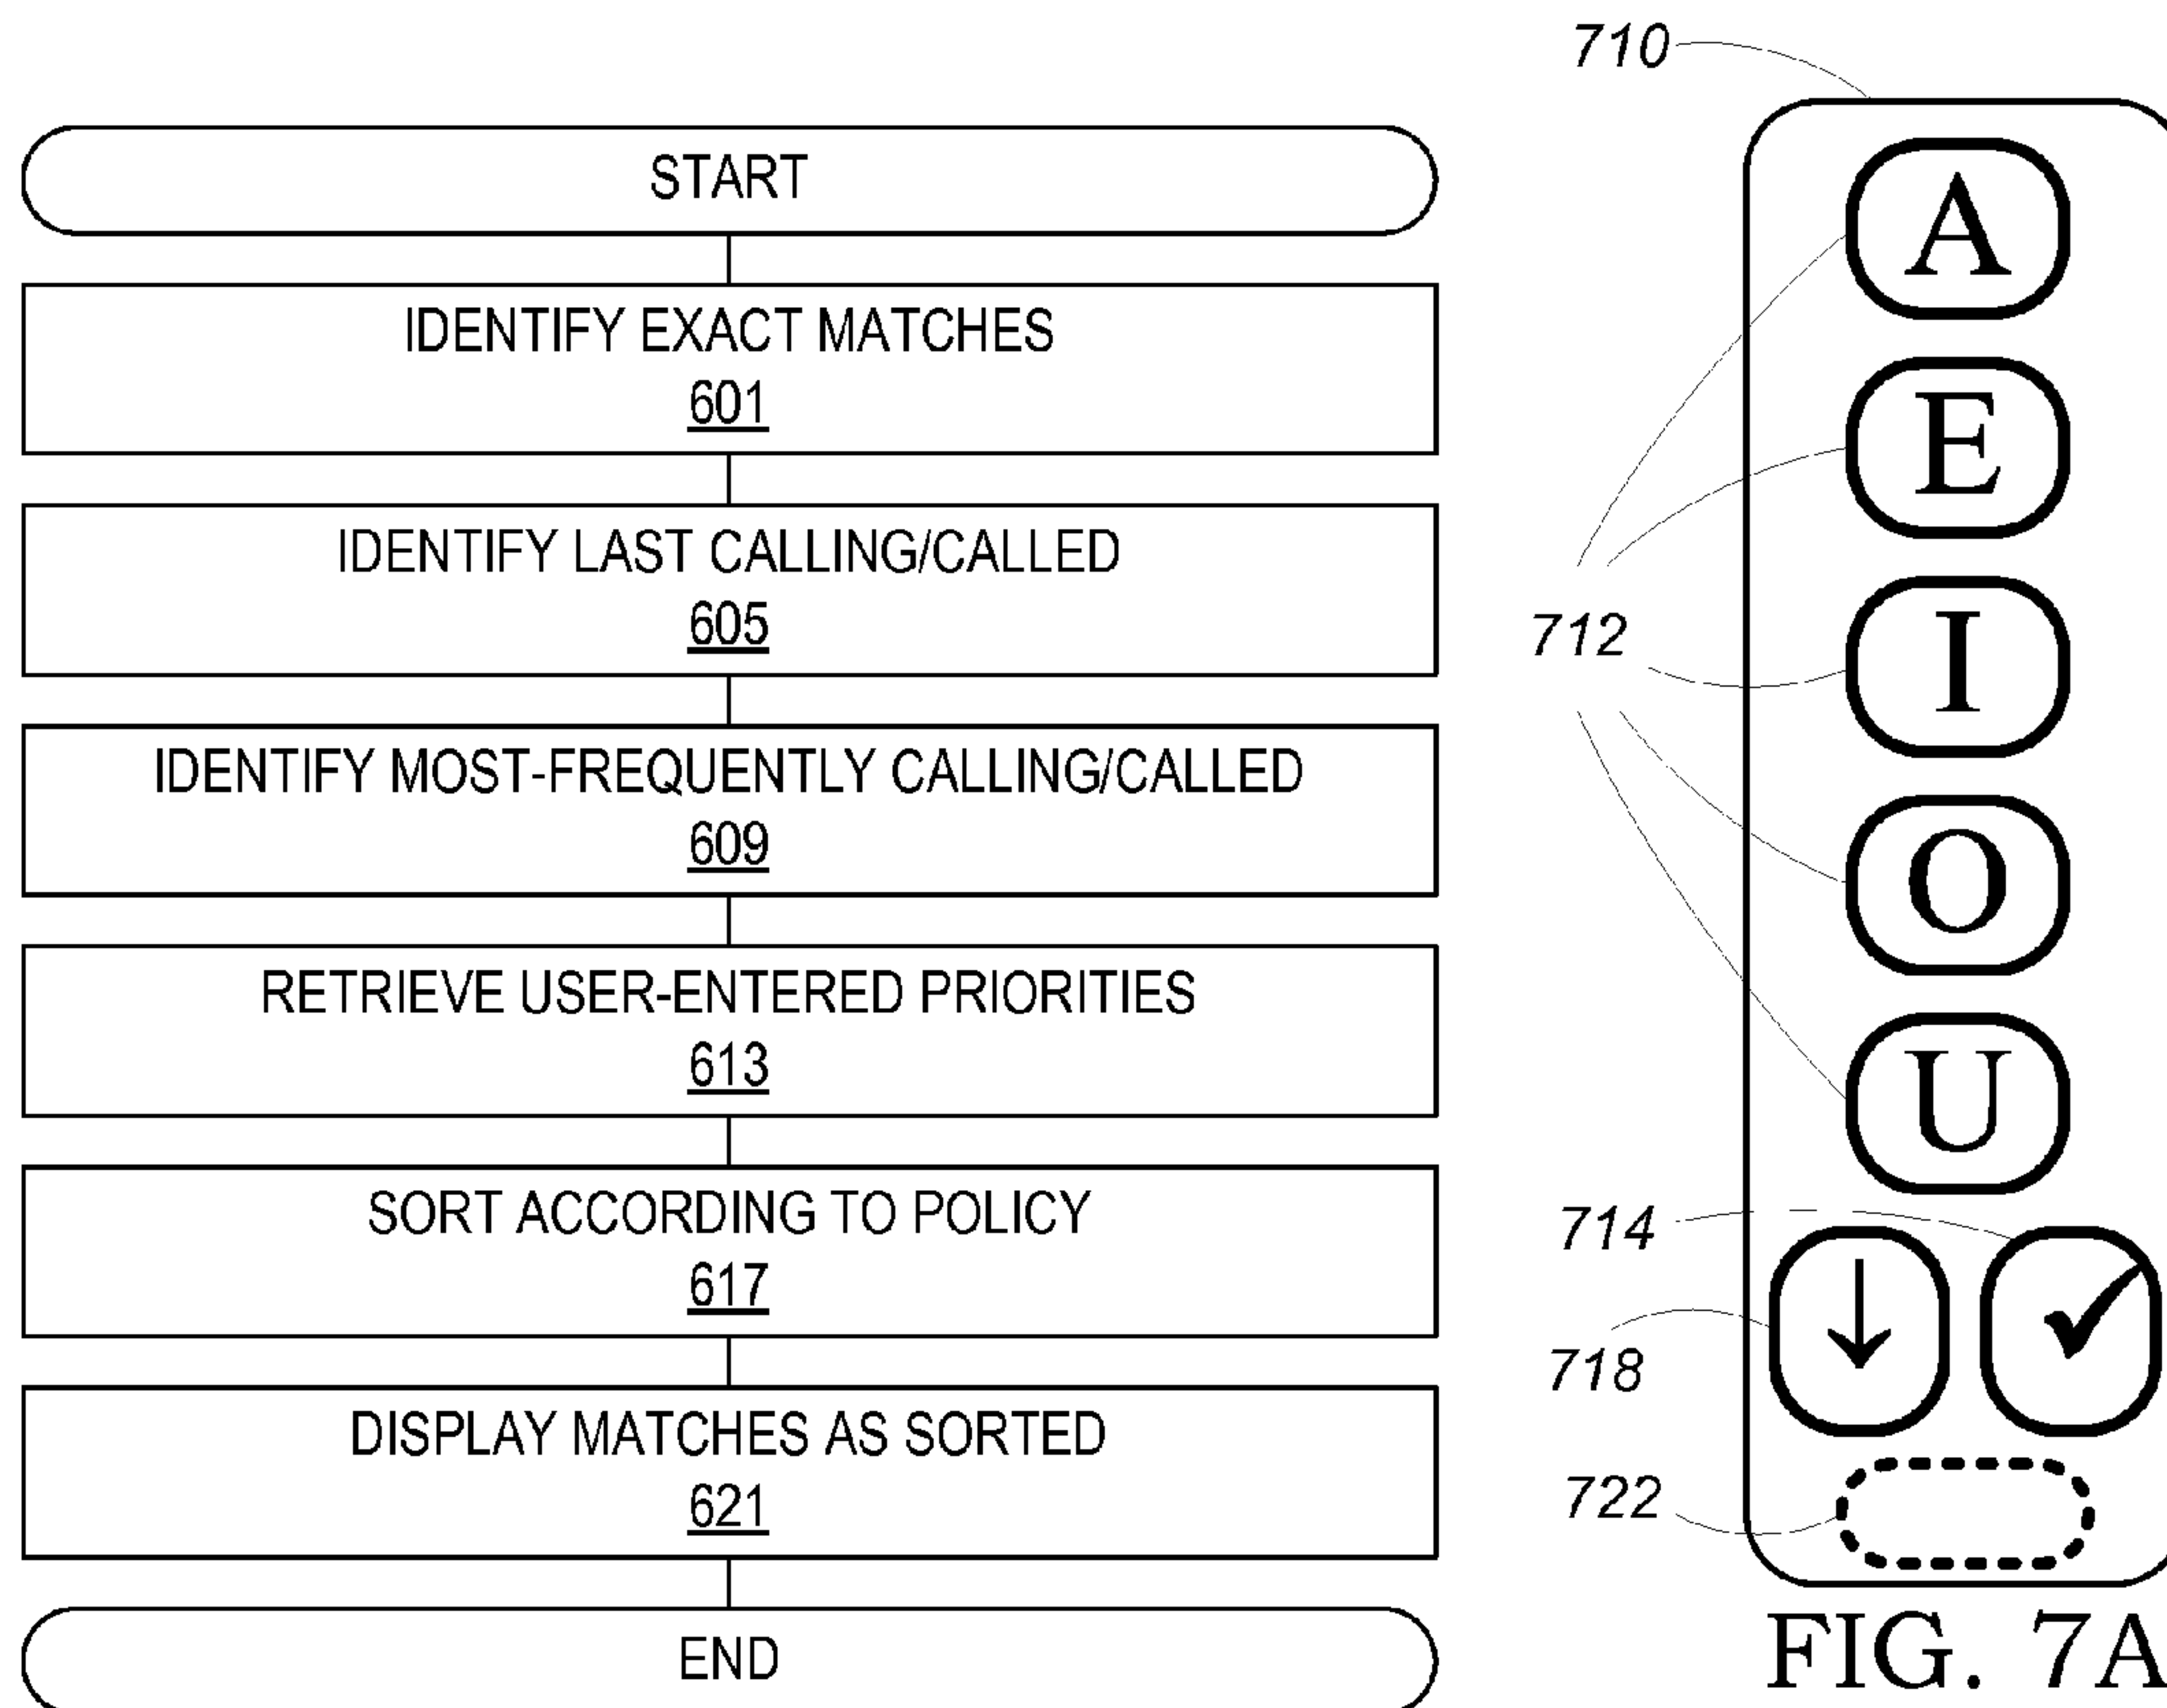 START
IDENTIFY EXACT MATCHES
601
IDENTIFY LAST CALLING/CALLED
605
IDENTIFY MOST-FREQUENTLY CALLING/CALLED
609
RETRIEVE USER-ENTERED PRIORITIES
613
SORT ACCORDING TO POLICY
617
DISPLAY MATCHES AS SORTED
621
END
710
A
E
I
712
O
U
714
718
722
FIG. 7A